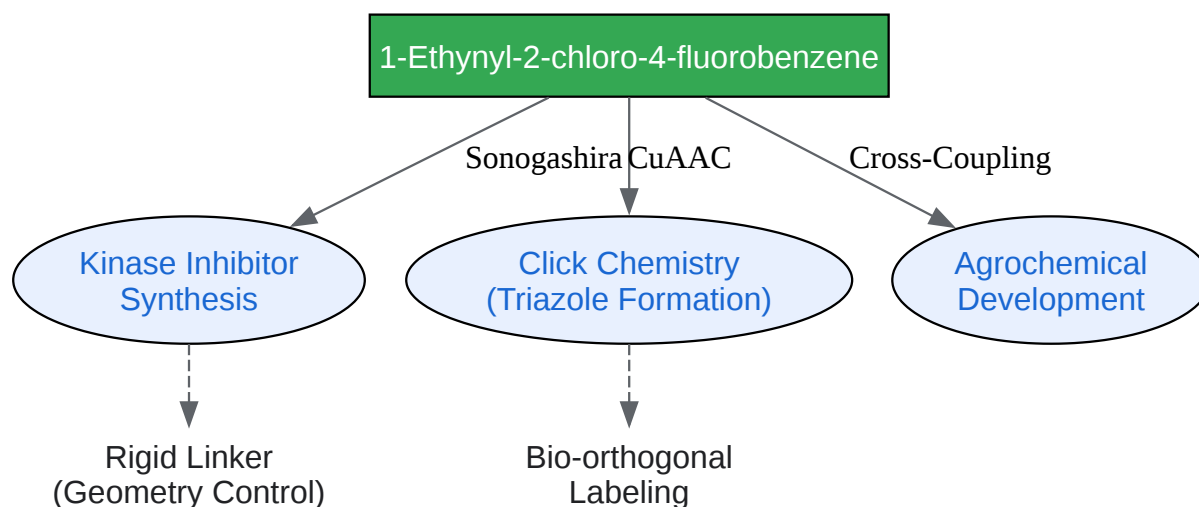 1-Ethynyl-2-chloro-4-fluorobenzene
Sonogashira
CuAAC
Cross-Coupling
Kinase Inhibitor
Synthesis
Click Chemistry
(Triazole Formation)
Agrochemical
Development
Rigid Linker
(Geometry Control)
Bio-orthogonal
Labeling